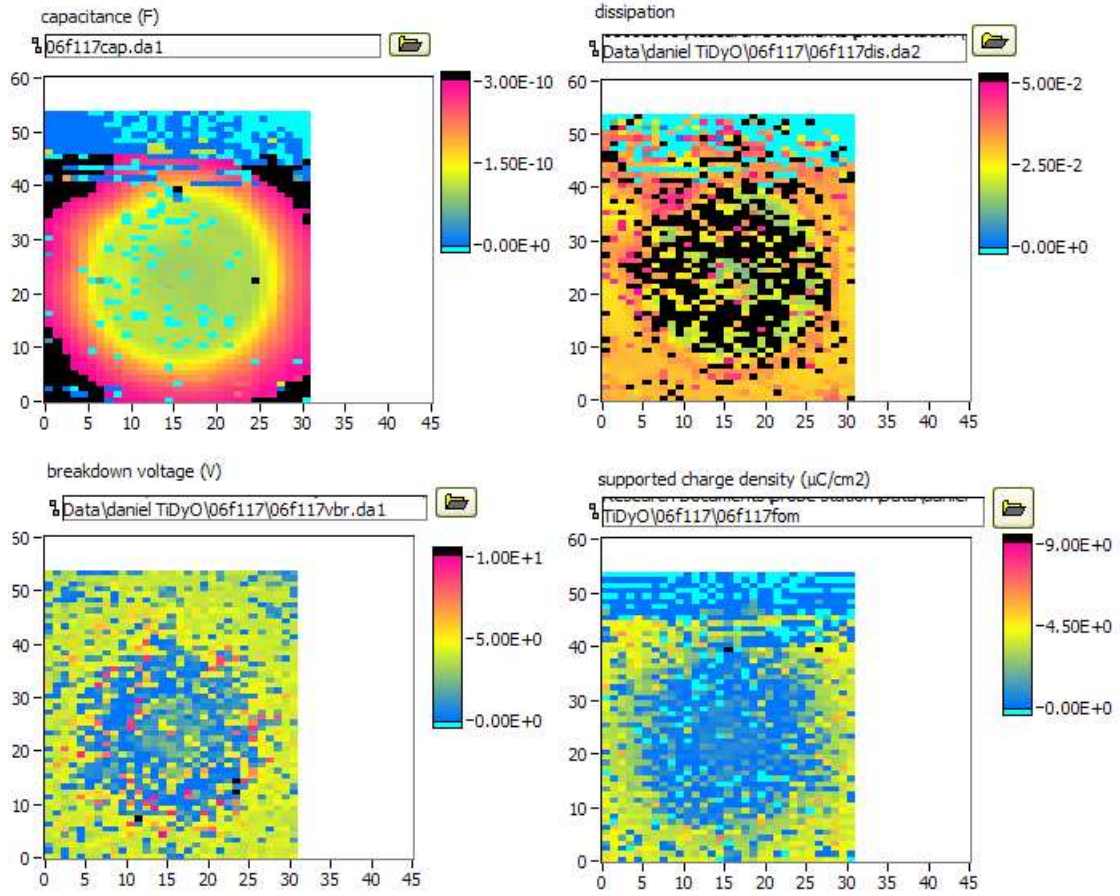 capacitance (F)
06f117cap.da1
60
50
40
30
20
10
0
0 5 10 15 20 25 30 35 40 45
3.00E-10
1.50E-10
0.00E+0
dissipation
Data\daniel TiDyO\06f117\06f117dis.da2
60
50
40
30
20
10
0
0 5 10 15 20 25 30 35 40 45
5.00E-2
2.50E-2
0.00E+0
breakdown voltage (V)
Data\daniel TiDyO\06f117\06f117vbr.da1
60
50
40
30
20
10
0
0 5 10 15 20 25 30 35 40 45
1.00E+1
5.00E+0
0.00E+0
supported charge density (µC/cm2)
TiDyO\06f117\06f117fom
60
50
40
30
20
10
0
0 5 10 15 20 25 30 35 40 45
9.00E+0
4.50E+0
0.00E+0